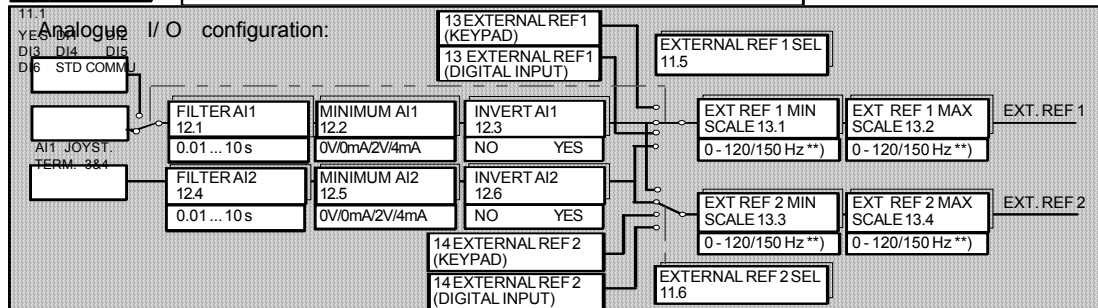 11.1
Analogue I/ O configuration:
YES DI1 DI2
DI3 DI4 DI5
DI6 STD COMMU
13 EXTERNAL REF1
(KEYPAD)
13 EXTERNAL REF1
(DIGITAL INPUT)
EXTERNAL REF 1 SEL
11.5
FILTER AI1
12.1
0.01 ... 10 s
MINIMUM AI1
12.2
0V/0mA/2V/4mA
INVERT AI1
12.3
NO YES
EXT REF 1 MIN
SCALE 13.1
0 - 120/150 Hz **)
EXT REF 1 MAX
SCALE 13.2
0 - 120/150 Hz **)
EXT. REF 1
AI1 JOYST.
TERM. 3&4
FILTER AI2
12.4
0.01 ... 10 s
MINIMUM AI2
12.5
0V/0mA/2V/4mA
INVERT AI2
12.6
NO YES
EXT REF 2 MIN
SCALE 13.3
0 - 120/150 Hz **)
EXT REF 2 MAX
SCALE 13.4
0 - 120/150 Hz **)
EXT. REF 2
14 EXTERNAL REF 2
(KEYPAD)
14 EXTERNAL REF 2
(DIGITAL INPUT)
EXTERNAL REF 2 SEL
11.6